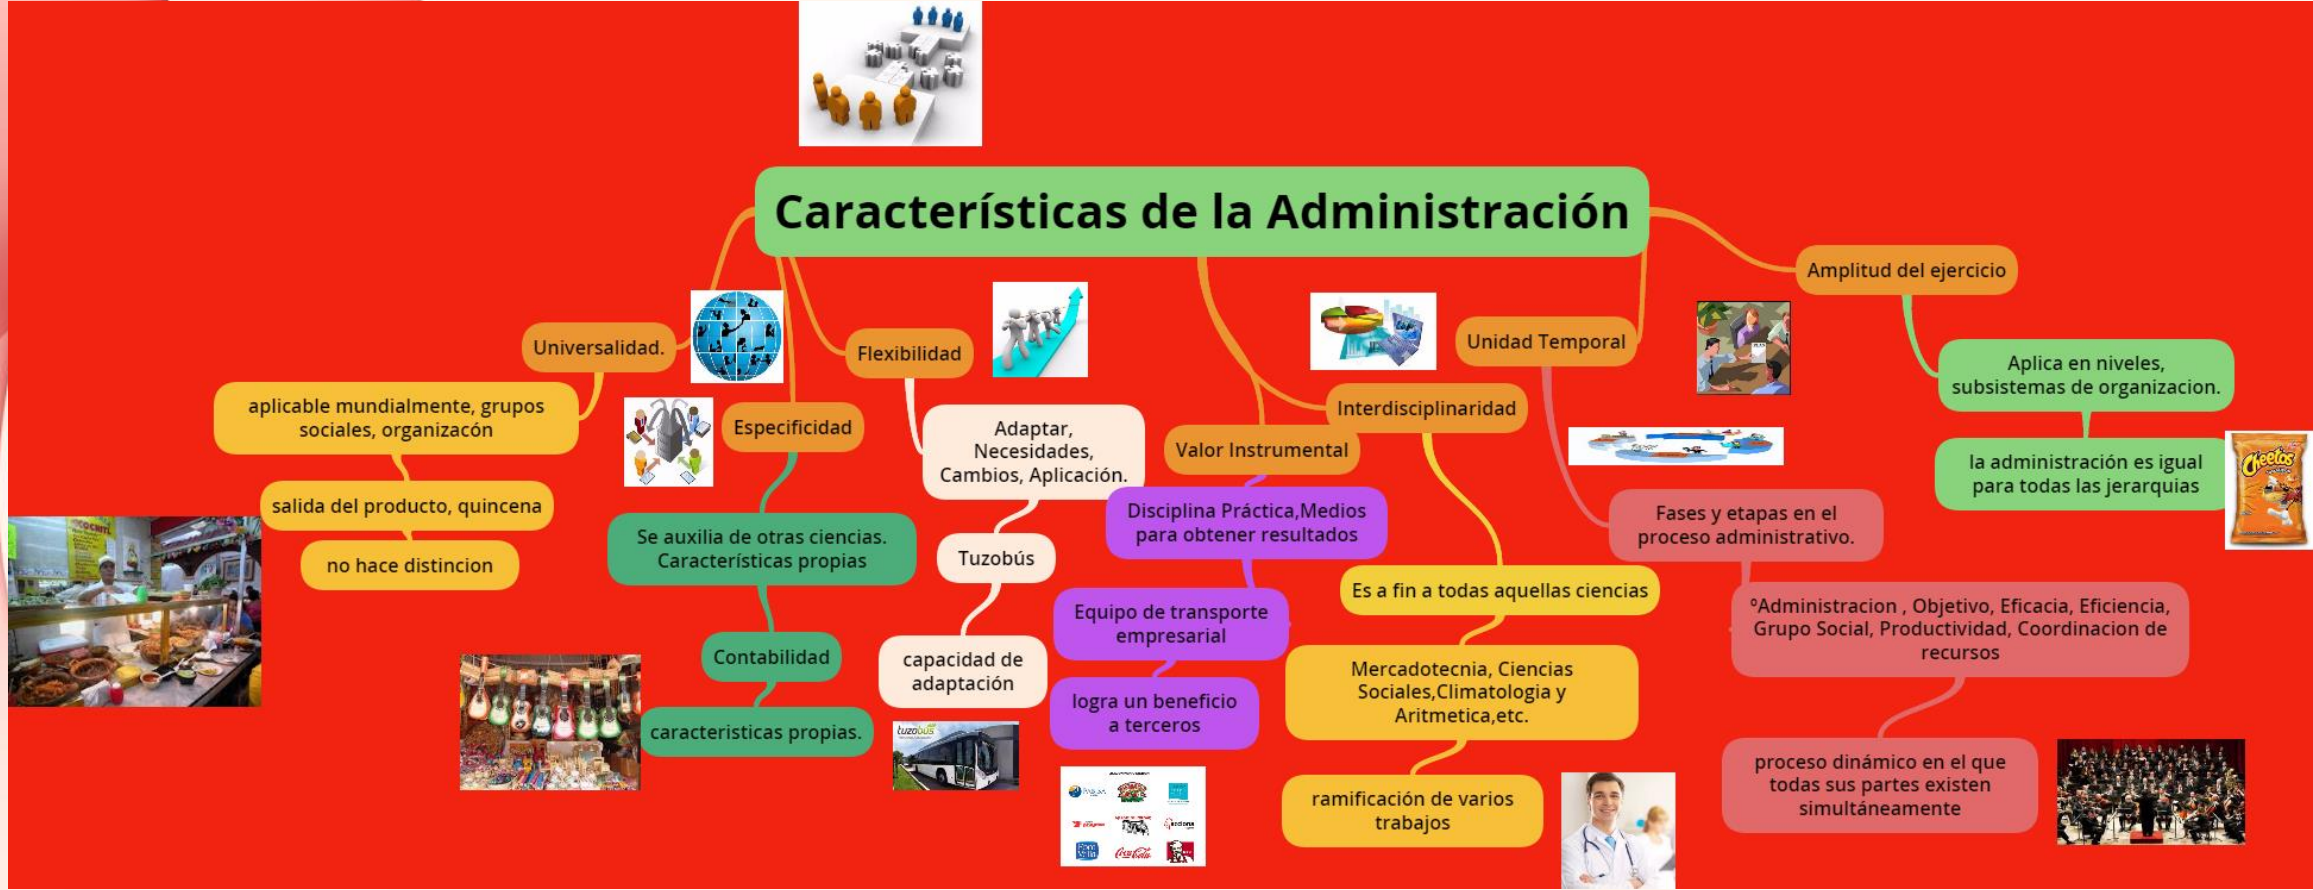 Características de la Administración
Universalidad.
aplicable mundialmente, grupos
sociales, organizacón
salida del producto, quincena
no hace distincion
Especificidad
Se auxilia de otras ciencias.
Características propias
Contabilidad
caracteristicas propias.
Flexibilidad
Adaptar,
Necesidades,
Cambios, Aplicación.
Tuzobús
capacidad de
adaptación
tuzobus
Valor Instrumental
Disciplina Práctica,Medios
para obtener resultados
Equipo de transporte
empresarial
logra un beneficio
a terceros
Coca-Cola
Interdisciplinaridad
Es a fin a todas aquellas ciencias
Mercadotecnia, Ciencias
Sociales,Climatologia y
Aritmetica,etc.
ramificación de varios
trabajos
Unidad Temporal
Fases y etapas en el
proceso administrativo.
ºAdministracion , Objetivo, Eficacia, Eficiencia,
Grupo Social, Productividad, Coordinacion de
recursos
proceso dinámico en el que
todas sus partes existen
simultáneamente
Amplitud del ejercicio
Aplica en niveles,
subsistemas de organizacion.
la administración es igual
para todas las jerarquias
Cheetos